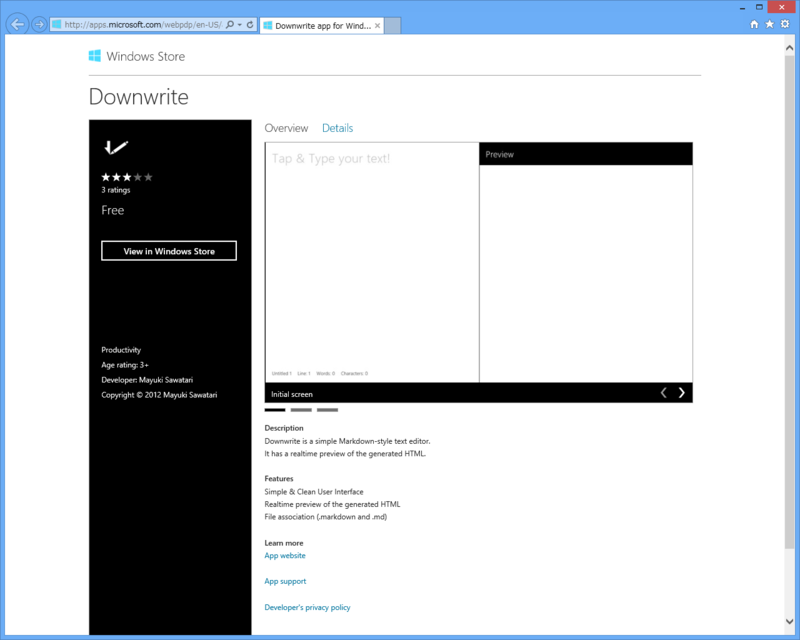 http://apps.microsoft.com/webpdp/en-US/
Downwrite app for Wind...
Windows Store
Downwrite
3 ratings
Free
View in Windows Store
Productivity
Age rating: 3+
Developer: Mayuki Sawatari
Copyright © 2012 Mayuki Sawatari
Overview Details
Tap & Type your text!
Preview
Untitled 1 Line: 1 Words: 0 Characters: 0
Initial screen
Description
Downwrite is a simple Markdown-style text editor.
It has a realtime preview of the generated HTML.
Features
Simple & Clean User Interface
Realtime preview of the generated HTML
File association (.markdown and .md)
Learn more
App website
App support
Developer's privacy policy